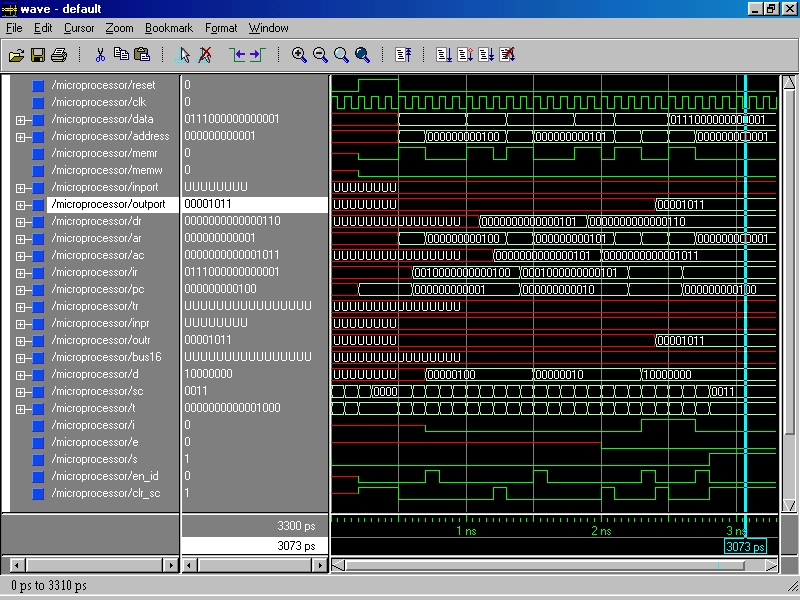 wave - default
File Edit Cursor Zoom Bookmark Format Window
/microprocessor/reset 0
/microprocessor/clk 0
/microprocessor/data 0111000000000001 0111000000000001
/microprocessor/address 000000000001 000000000100 000000000101 000000000001
/microprocessor/memr 0
/microprocessor/memw 0
/microprocessor/inport UUUUUUUU UUUUUUUU
/microprocessor/outport 00001011 UUUUUUUU 00001011
/microprocessor/dr 0000000000000110 UUUUUUUUUUUUUUUU 0000000000000101 0000000000000110
/microprocessor/ar 000000000001 000000000100 000000000101 000000000001
/microprocessor/ac 0000000000001011 UUUUUUUUUUUUUUUU 0000000000000101 0000000000001011
/microprocessor/ir 0111000000000001 0010000000000100 0001000000000101
/microprocessor/pc 000000000100 000000000001 000000000010 000000000100
/microprocessor/tr UUUUUUUUUUUUUUUU UUUUUUUUUUUUUUUU
/microprocessor/inpr UUUUUUUU UUUUUUUU
/microprocessor/outr 00001011 00001011
/microprocessor/bus16 UUUUUUUUUUUUUUUU UUUUUUUUUUUUUUUU
/microprocessor/d 10000000 UUUUUUUU 00000100 00000010 10000000
/microprocessor/sc 0011 0000 0011
/microprocessor/t 0000000000001000
/microprocessor/i 0
/microprocessor/e 0
/microprocessor/s 1
/microprocessor/en_id 0
/microprocessor/clr_sc 1
3300 ps 1 ns 2 ns 3 ns
3073 ps 3073 ps
0 ps to 3310 ps